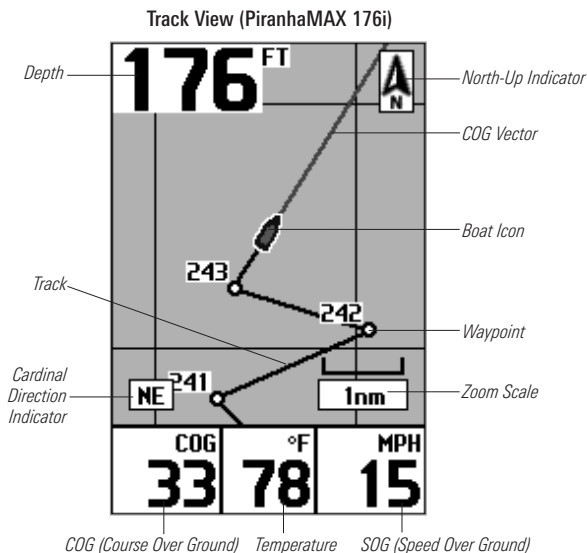 Track View (PiranhaMAX 176i)
Depth
176 FT
N
North-Up Indicator
COG Vector
Boat Icon
243
Track
242
Waypoint
Cardinal
Direction
Indicator
NE
241
1nm
Zoom Scale
COG
33
°F
78
MPH
15
COG (Course Over Ground)
Temperature
SOG (Speed Over Ground)